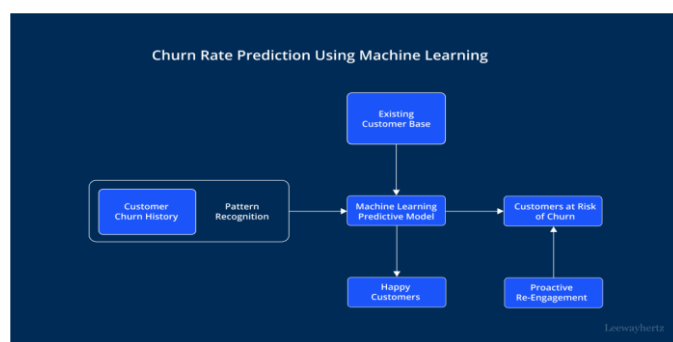 Churn Rate Prediction Using Machine Learning
Existing
Customer Base
Customer
Churn History
Pattern
Recognition
Machine Learning
Predictive Model
Customers at Risk
of Churn
Happy
Customers
Proactive
Re-Engagement
Leewayhertz